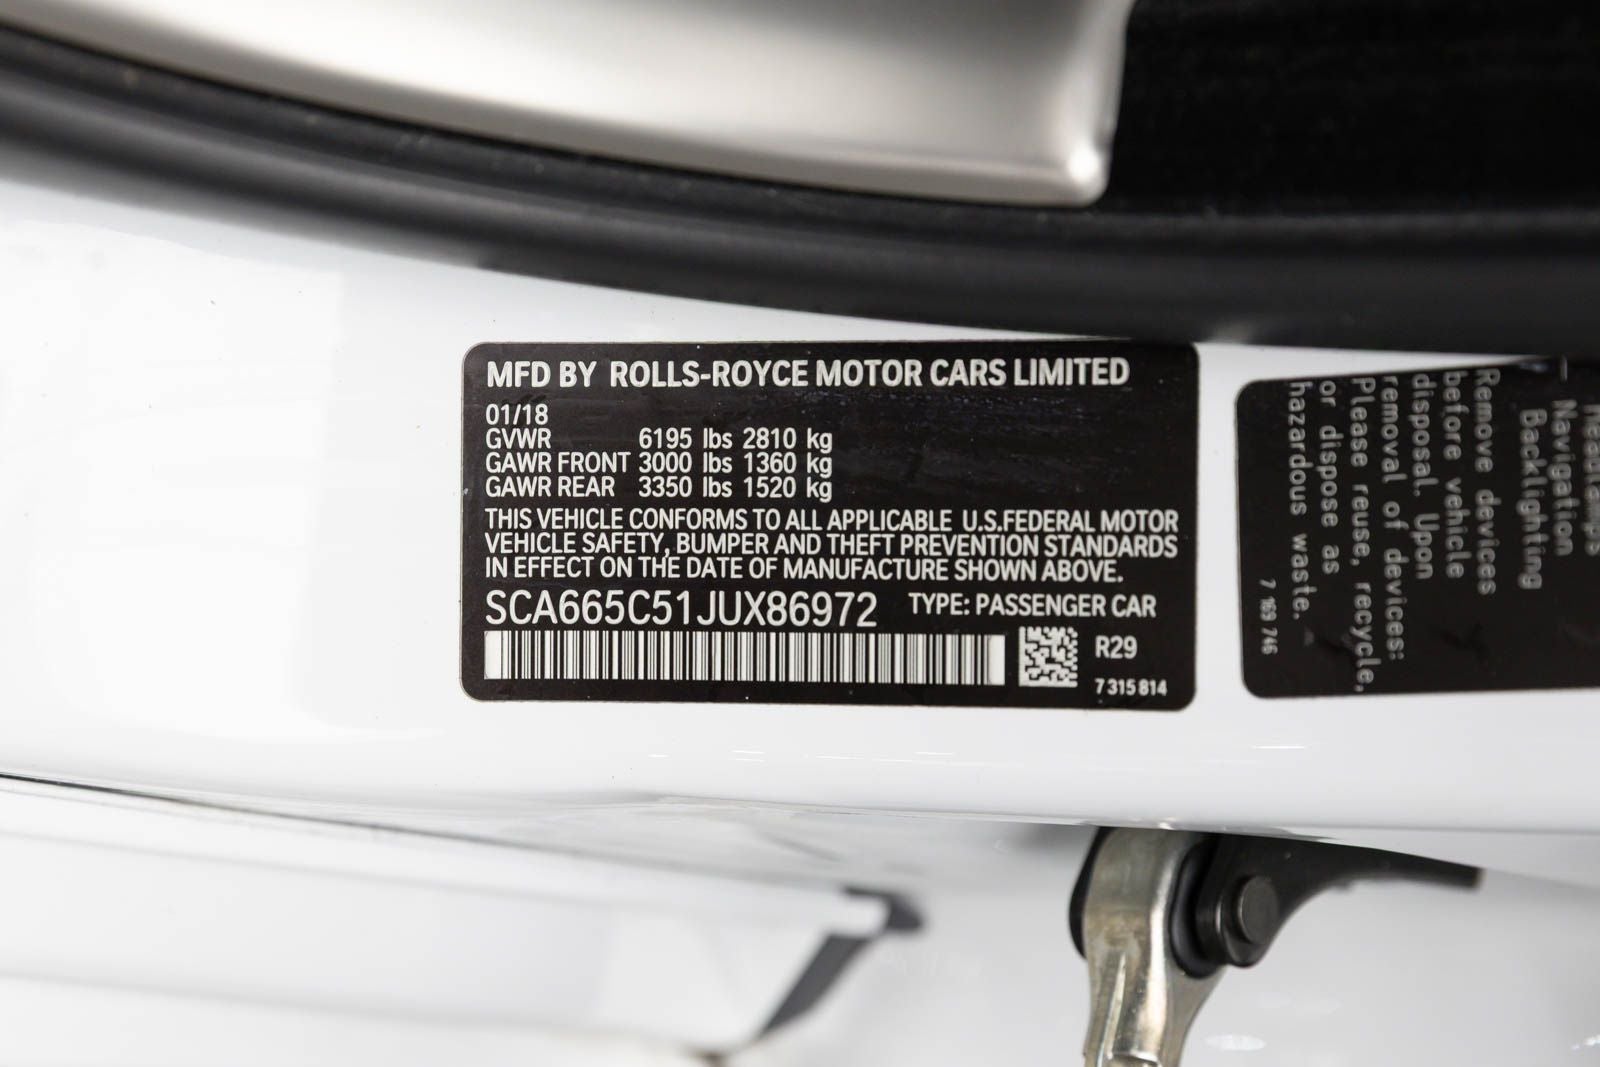 MFD BY ROLLS-ROYCE MOTOR CARS LIMITED
01/18
GVWR 6195 lbs 2810 kg
GAWR FRONT 3000 lbs 1360 kg
GAWR REAR 3350 lbs 1520 kg
THIS VEHICLE CONFORMS TO ALL APPLICABLE U.S.FEDERAL MOTOR
VEHICLE SAFETY, BUMPER AND THEFT PREVENTION STANDARDS
IN EFFECT ON THE DATE OF MANUFACTURE SHOWN ABOVE.
SCA665C51JUX86972 TYPE: PASSENGER CAR
R29
7 315 814
Headlamps
Navigation
Backlighting
Remove devices
before vehicle
disposal. Upon
removal of devices:
Please reuse, recycle,
or dispose as
hazardous waste.
7 169 746